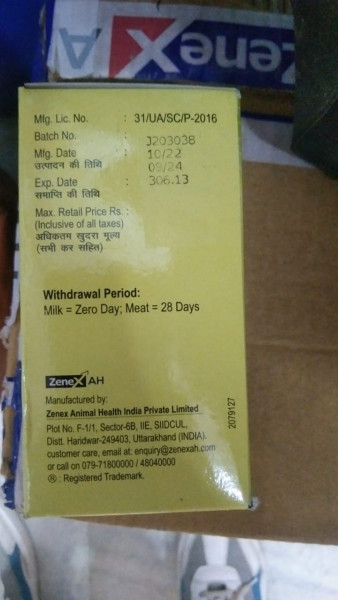 ZeneX A
Mfg. Lic. No. : 31/UA/SC/P-2016
Batch No. : J203038
Mfg. Date : 10/22
उत्पादन की तिथि 09/24
Exp. Date : 306.13
समाप्ति की तिथि
Max. Retail Price Rs. :
(Inclusive of all taxes)
अधिकतम खुदरा मूल्य
(सभी कर सहित)
Withdrawal Period:
Milk = Zero Day; Meat = 28 Days
ZeneX AH
Manufactured by:
Zenex Animal Health India Private Limited
Plot No. F-1/1, Sector-6B, IIE, SIIDCUL,
Distt. Haridwar-249403, Uttarakhand (INDIA).
customer care, email at: enquiry@zenexah.com
or call on 079-71800000 / 48040000
® : Registered Trademark.
2079127